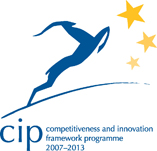 cip competitiveness and innovation
framework programme
2007–2013